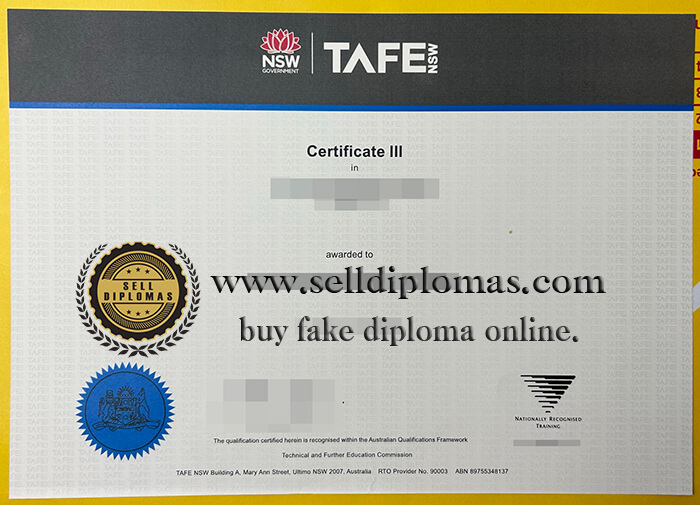 NSW
GOVERNMENT
TAFE NSW
Certificate III
in
awarded to
SELL
DIPLOMAS
www.selldiplomas.com
buy fake diploma online.
NATIONALLY RECOGNISED
TRAINING
The qualification certified herein is recognised within the Australian Qualifications Framework
Technical and Further Education Commission
TAFE NSW Building A, Mary Ann Street, Ultimo NSW 2007, Australia RTO Provider No. 90003 ABN 89755348137